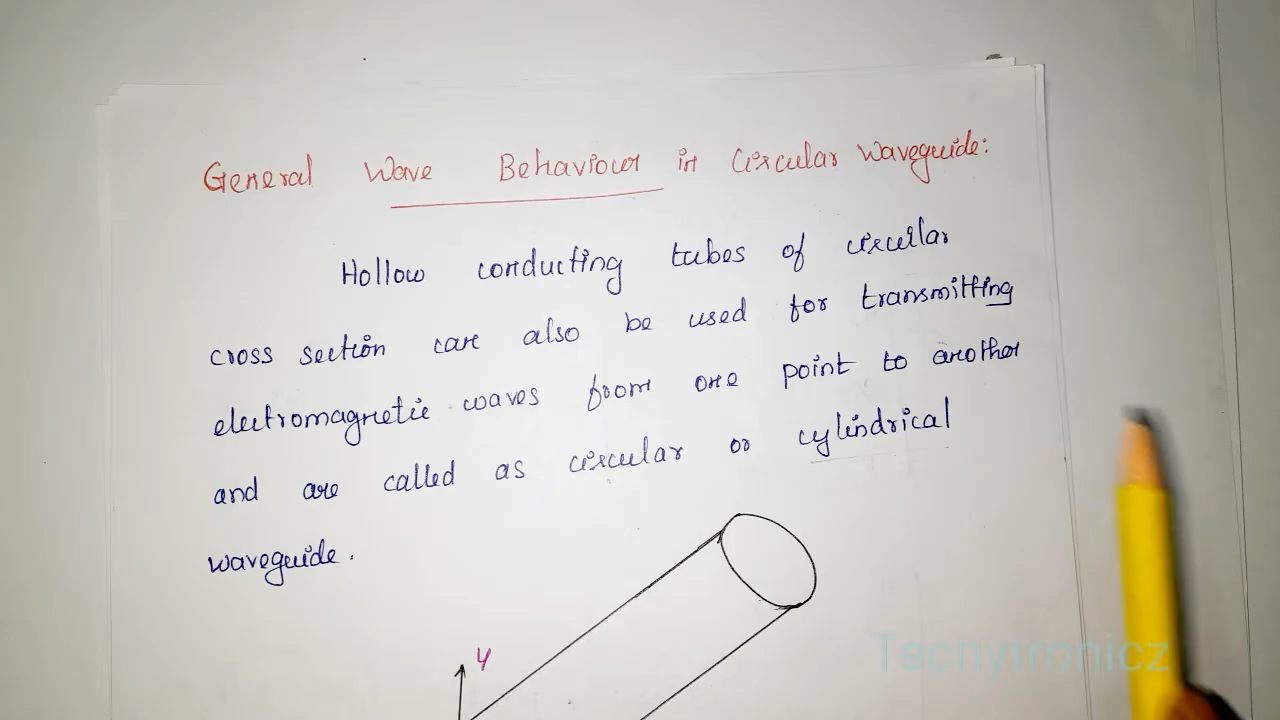 General Wave Behaviour in Circular Waveguide:
Hollow conducting tubes of circular
cross section care also be used for transmitting
electromagnetic waves from one point to another
and are called as circular or cylindrical
waveguide.
y
Techytronicz